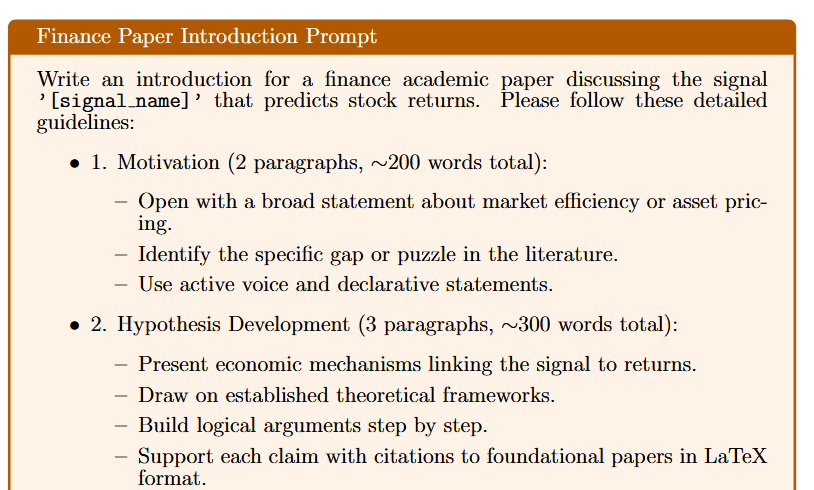 Finance Paper Introduction Prompt
Write an introduction for a finance academic paper discussing the signal
'[signal_name]' that predicts stock returns. Please follow these detailed
guidelines:
• 1. Motivation (2 paragraphs, ~200 words total):
– Open with a broad statement about market efficiency or asset pric-
ing.
– Identify the specific gap or puzzle in the literature.
– Use active voice and declarative statements.
• 2. Hypothesis Development (3 paragraphs, ~300 words total):
– Present economic mechanisms linking the signal to returns.
– Draw on established theoretical frameworks.
– Build logical arguments step by step.
– Support each claim with citations to foundational papers in LaTeX
format.